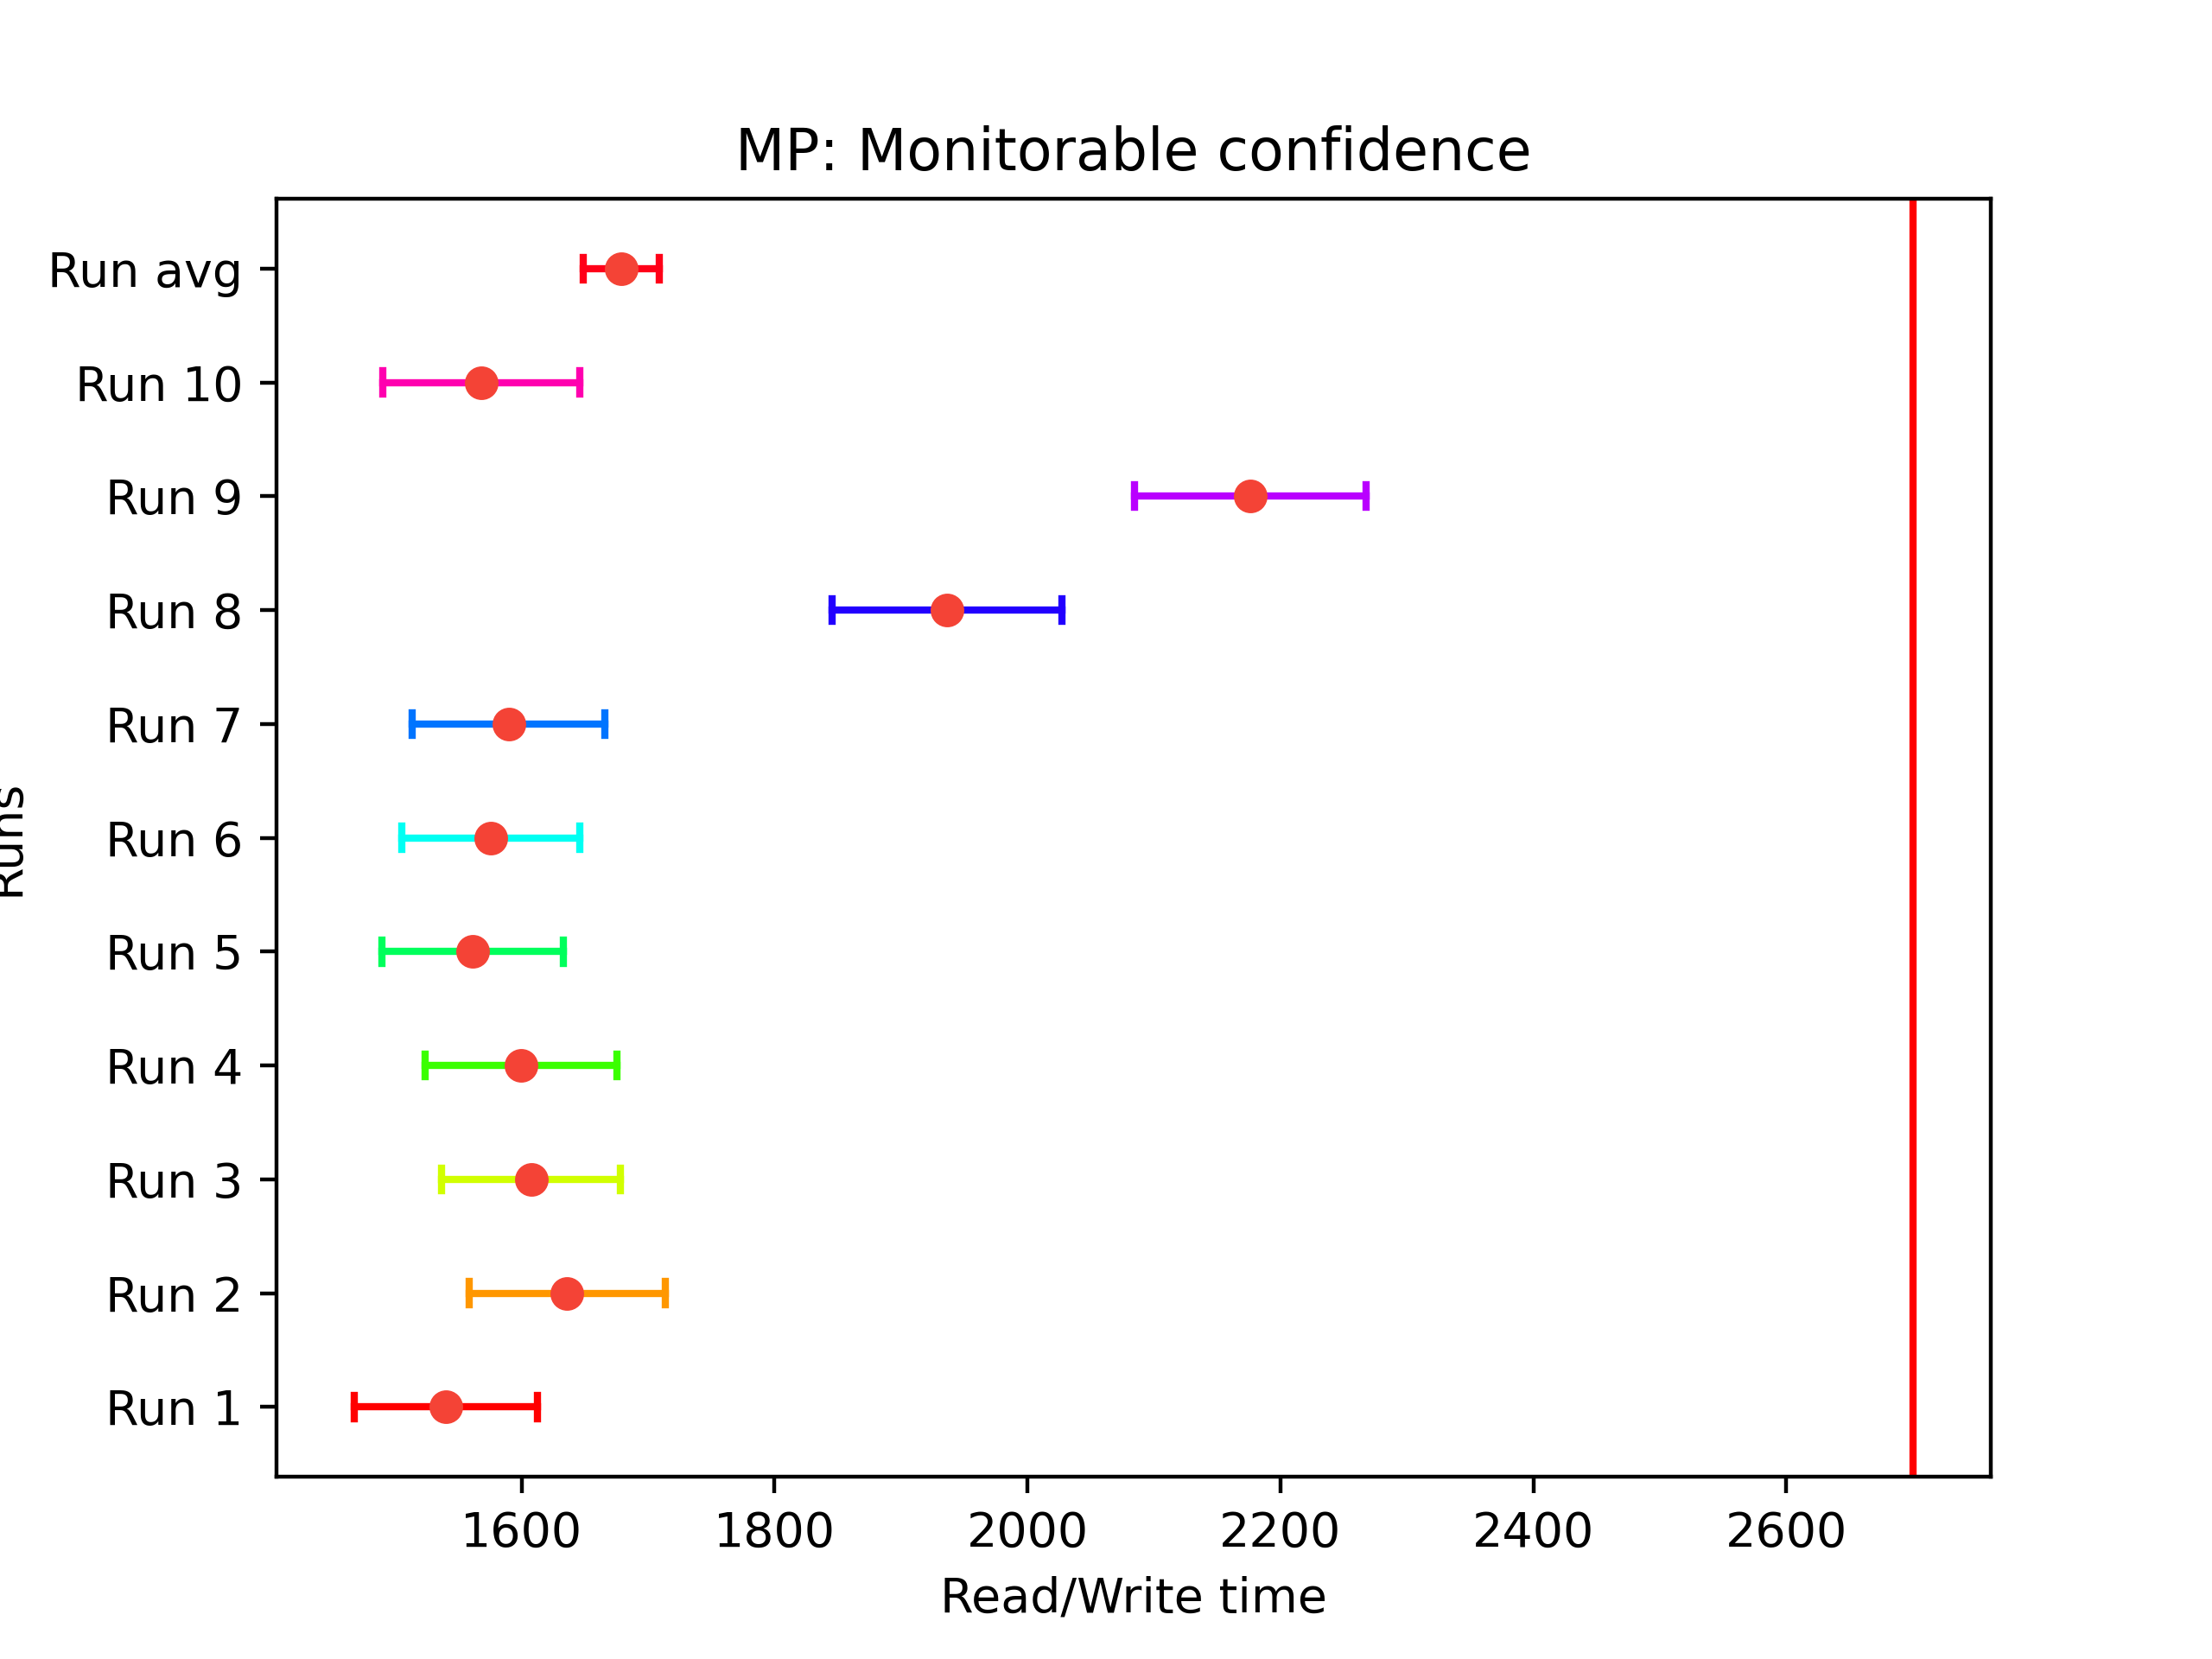 MP: Monitorable confidence
Run avg
Run 10
Run 9
Run 8
Run 7
Run 6
Run 5
Run 4
Run 3
Run 2
Run 1
Runs
1600 1800 2000 2200 2400 2600
Read/Write time